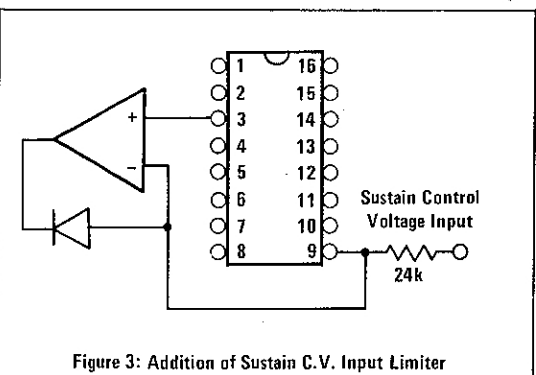 1 16
2 15
+ 3 14
4 13
- 5 12
6 11
7 10
8 9
Sustain Control
Voltage Input
24k
Figure 3: Addition of Sustain C.V. Input Limiter